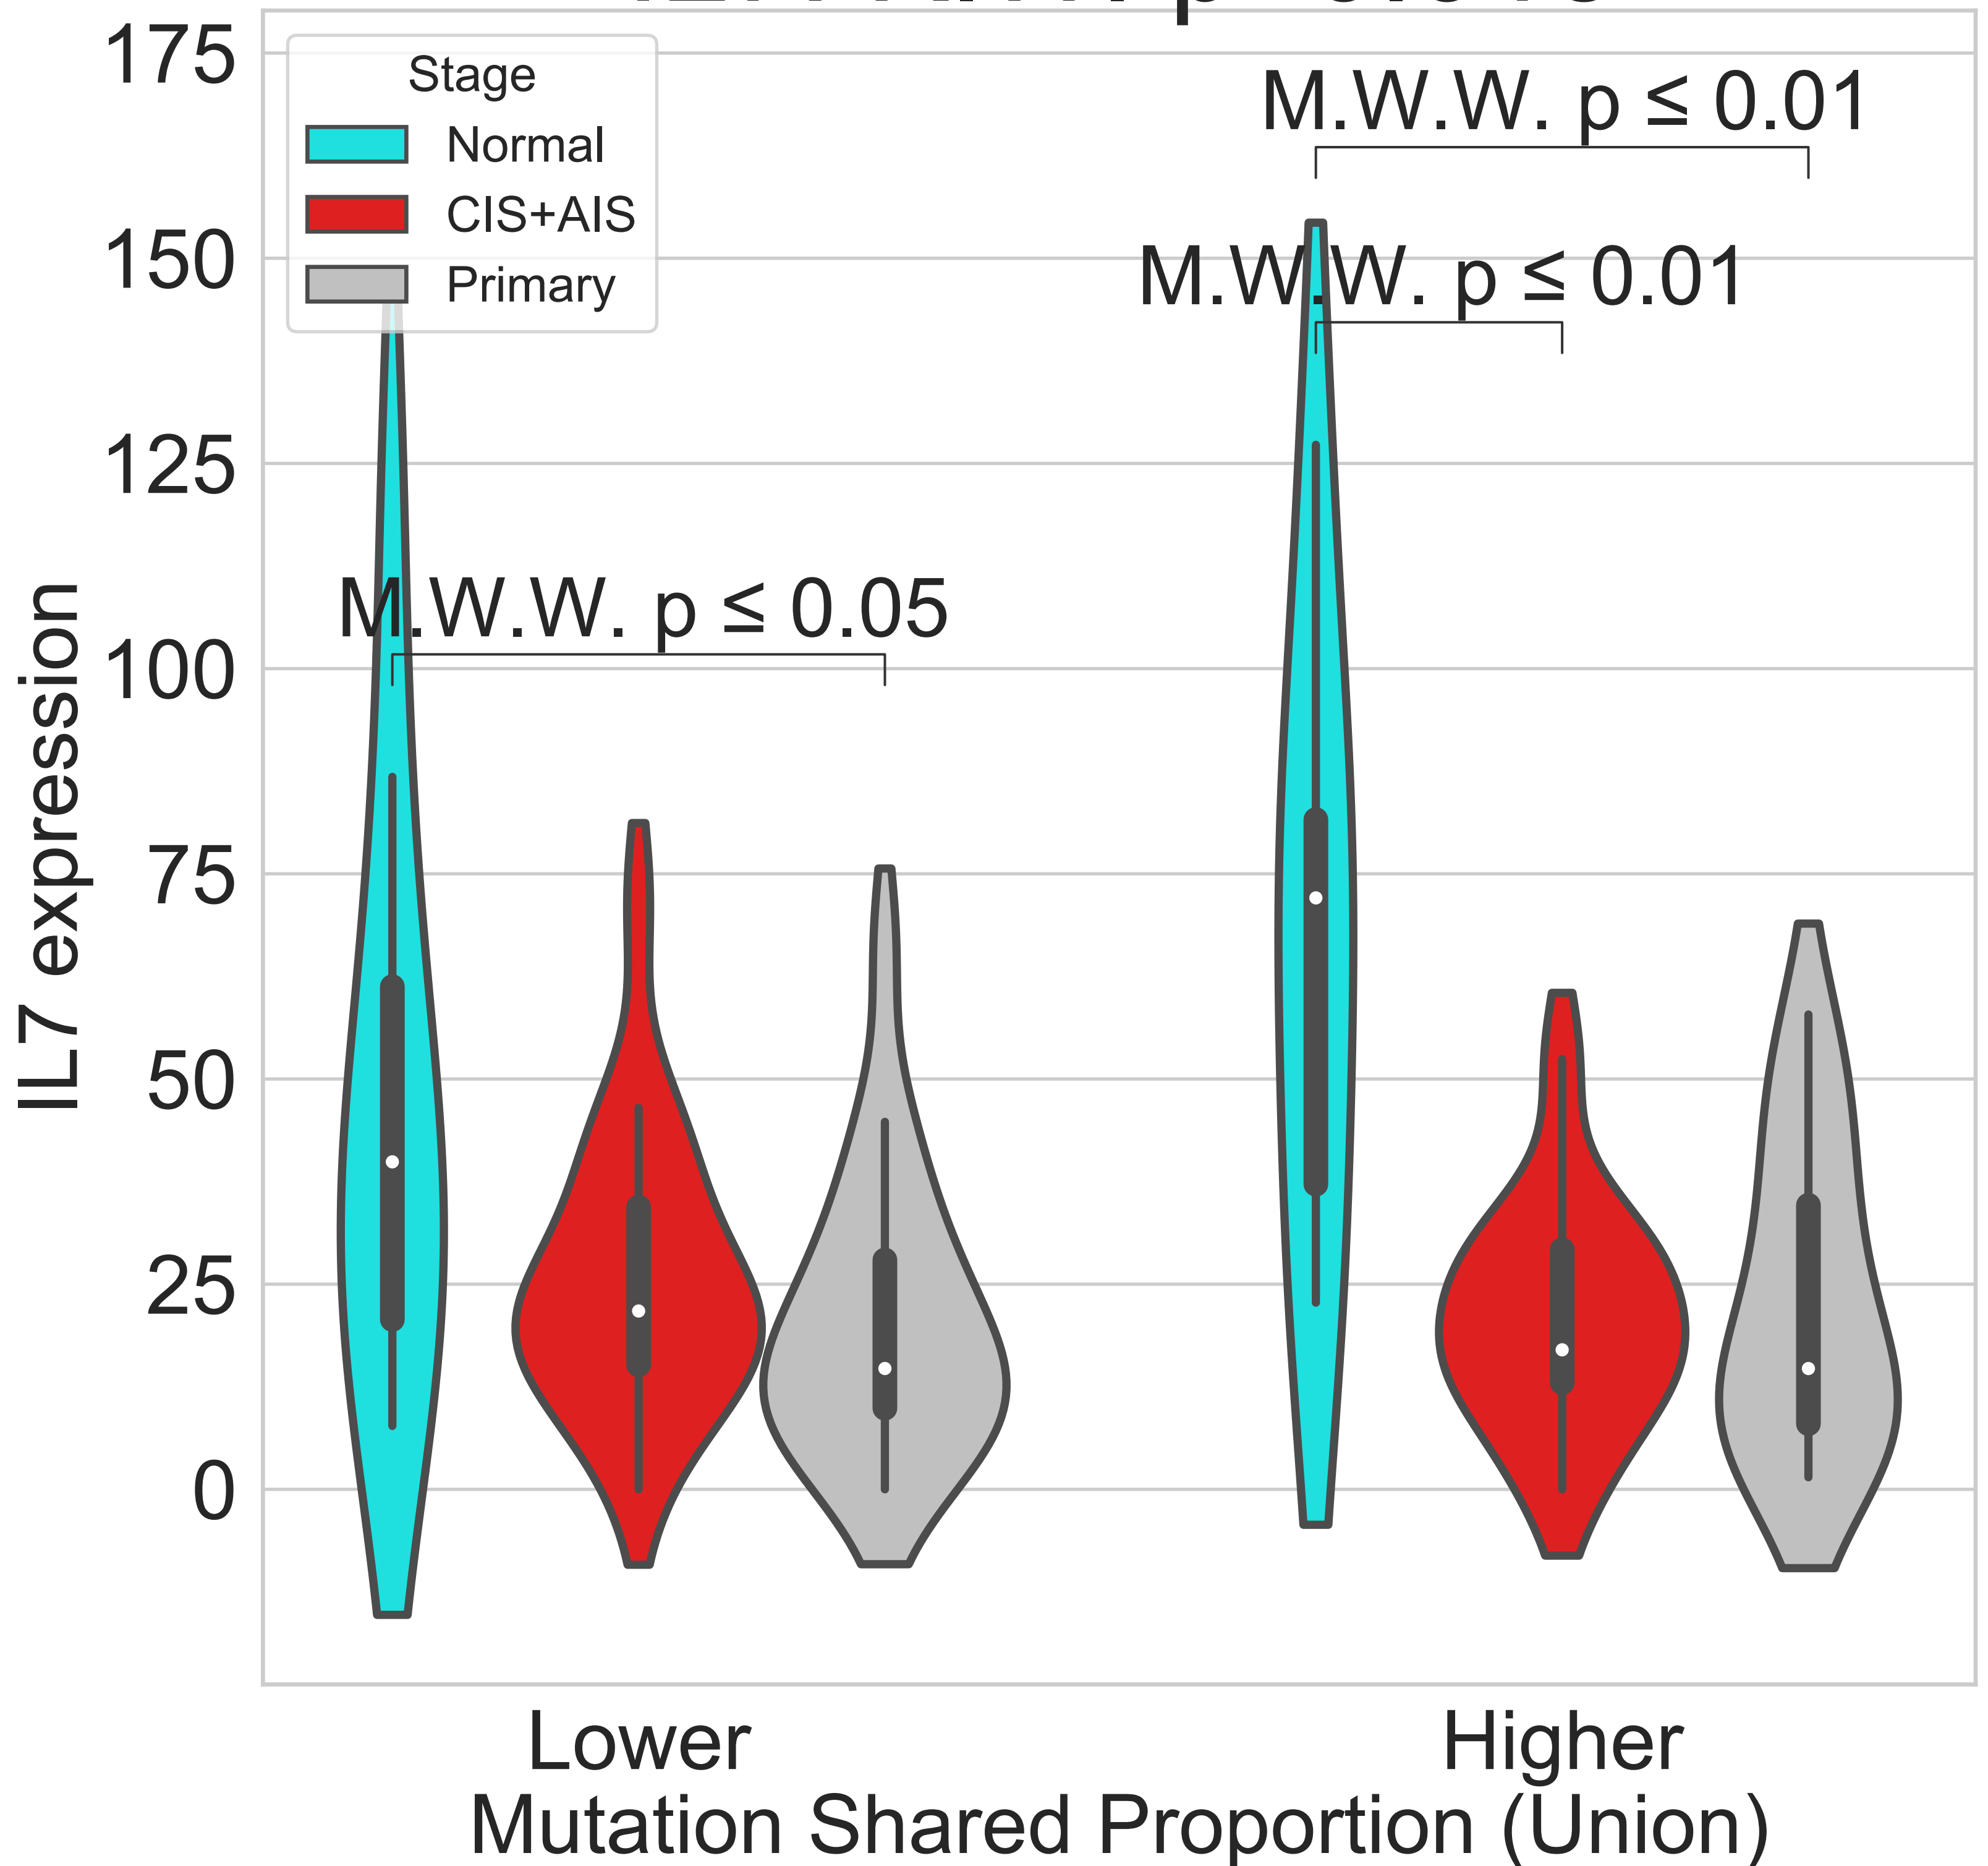 175
150
125
100
75
50
25
0
IL7 expression
Stage
Normal
CIS+AIS
Primary
M.W.W. p ≤ 0.01
M.W.W. p ≤ 0.01
M.W.W. p ≤ 0.05
Lower
Higher
Mutation Shared Proportion (Union)